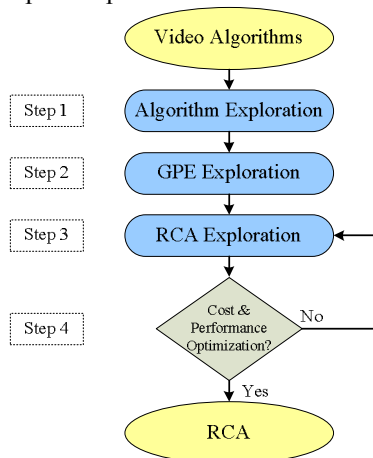 Video Algorithms
Step 1
Algorithm Exploration
Step 2
GPE Exploration
Step 3
RCA Exploration
Step 4
Cost &
Performance
Optimization?
No
Yes
RCA